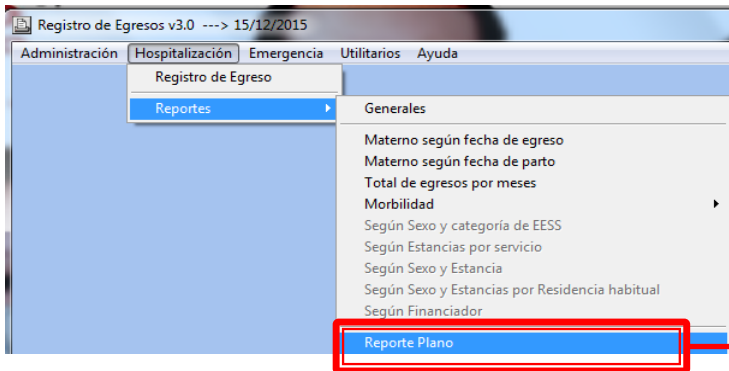 Registro de Egresos v3.0 ---> 15/12/2015
Administración Hospitalización Emergencia Utilitarios Ayuda
Registro de Egreso
Reportes
Generales
Materno según fecha de egreso
Materno según fecha de parto
Total de egresos por meses
Morbilidad
Según Sexo y categoría de EESS
Según Estancias por servicio
Según Sexo y Estancia
Según Sexo y Estancias por Residencia habitual
Según Financiador
Reporte Plano